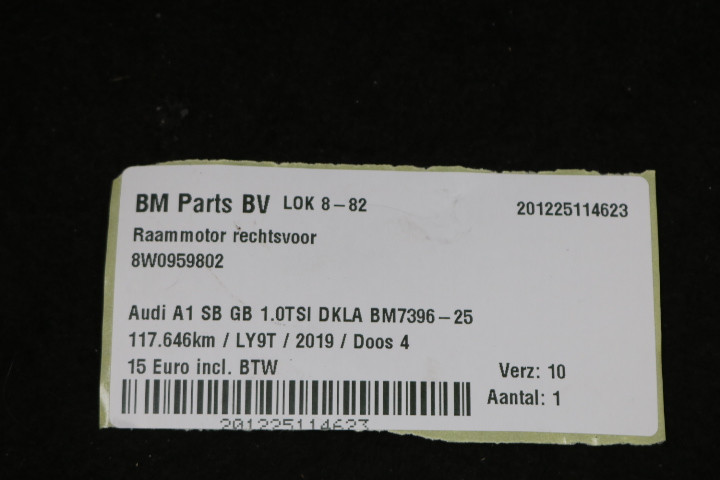 BM Parts BV LOK 8-82 201225114623
Raammotor rechtsvoor
8W0959802
Audi A1 SB GB 1.0TSI DKLA BM7396-25
117.646km / LY9T / 2019 / Doos 4
15 Euro incl. BTW Verz: 10
Aantal: 1
201225114623